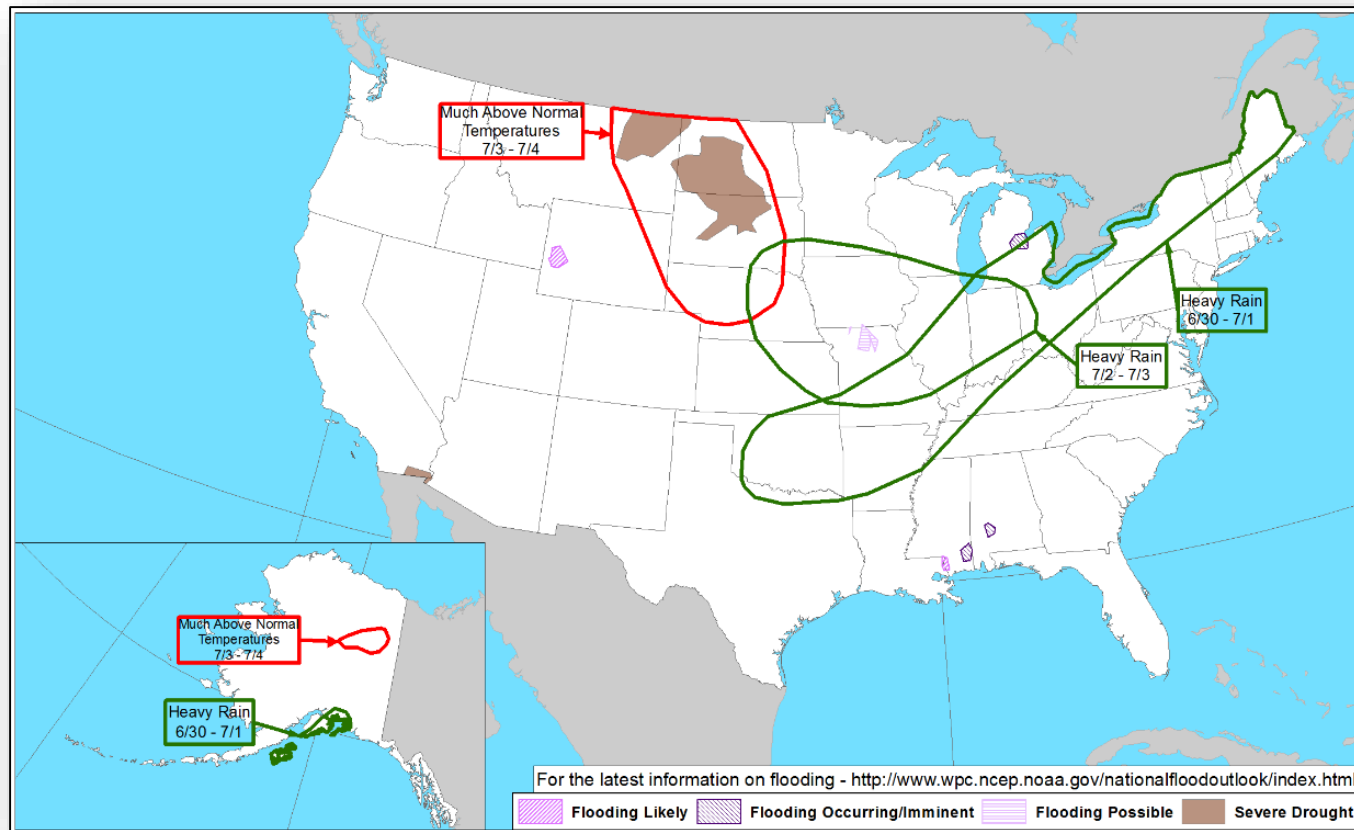 Much Above Normal
Temperatures
7/3 - 7/4
Heavy Rain
6/30 - 7/1
Heavy Rain
7/2 - 7/3
Much Above Normal
Temperatures
7/3 - 7/4
Heavy Rain
6/30 - 7/1
For the latest information on flooding - http://www.wpc.ncep.noaa.gov/nationalfloodoutlook/index.html
Flooding Likely
Flooding Occurring/Imminent
Flooding Possible
Severe Drought